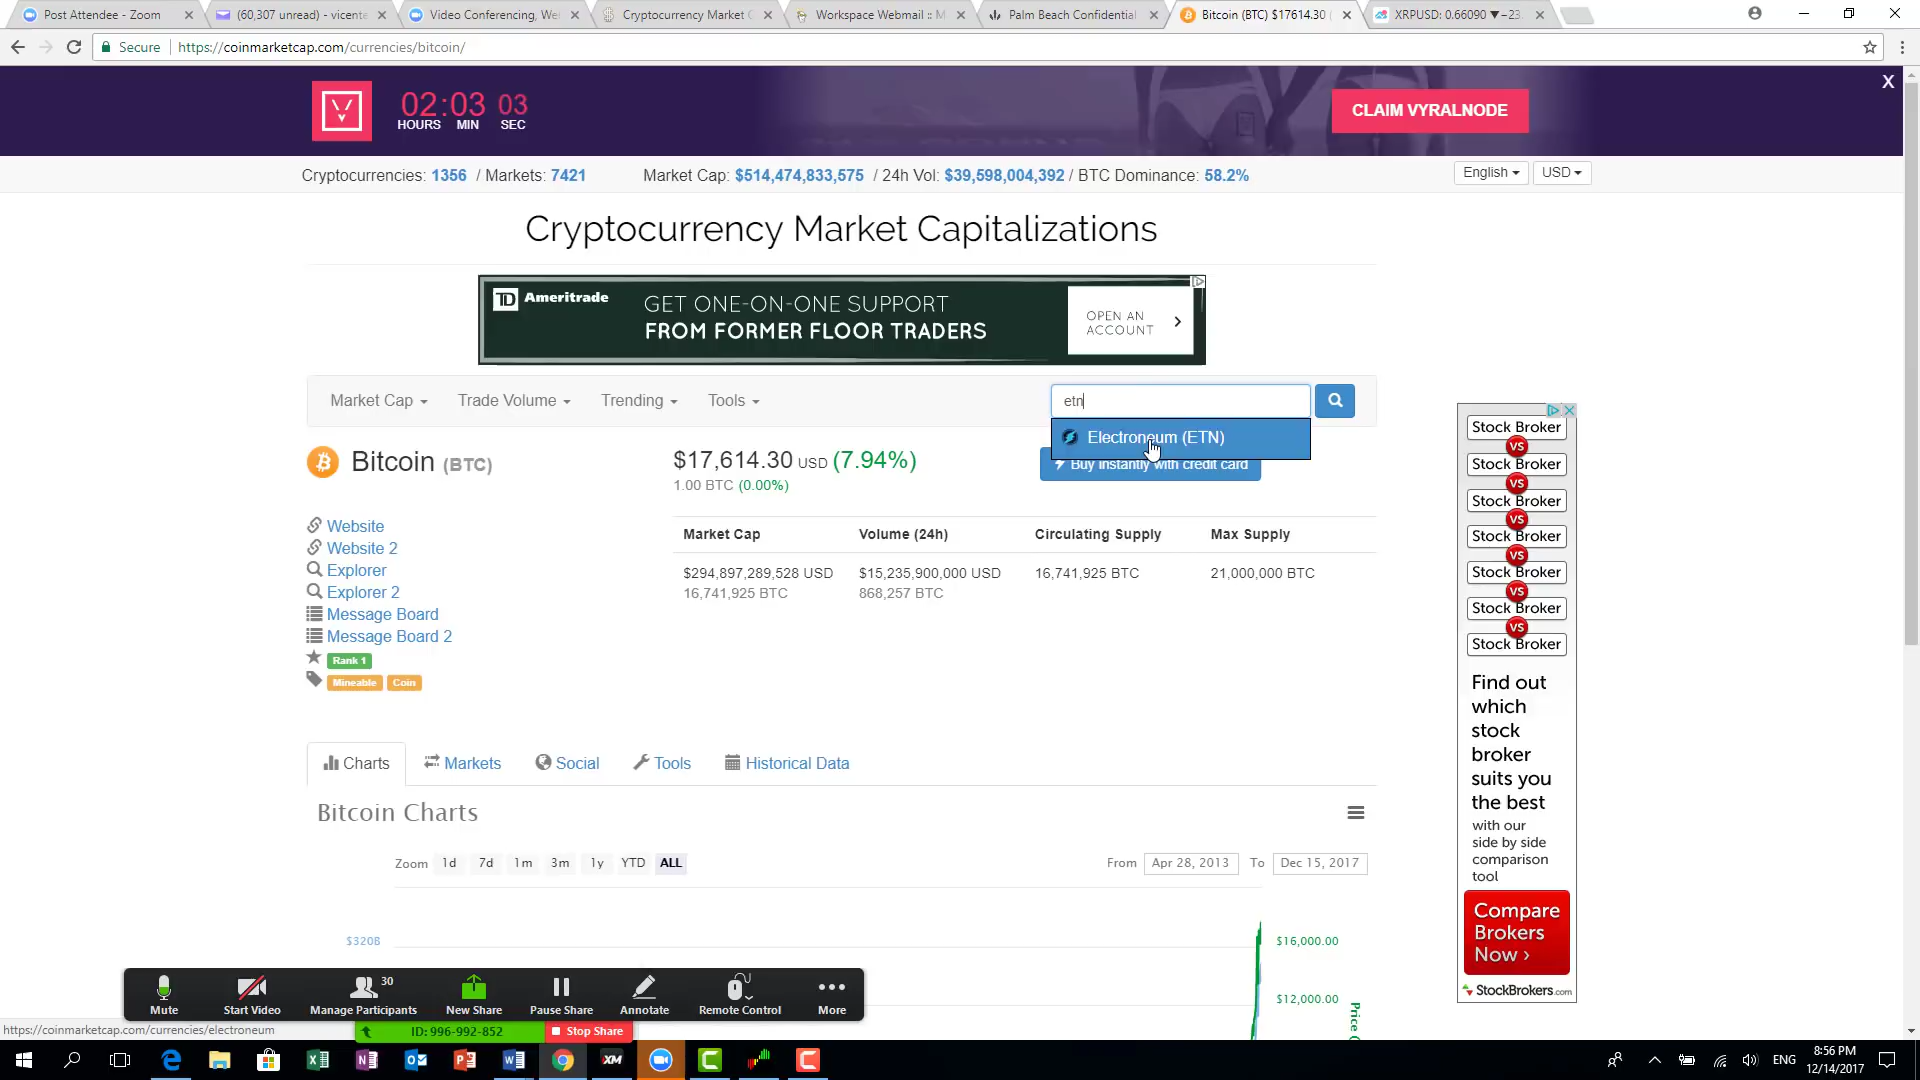 Post Attendee - Zoom
(60,307 unread) - vicente
Video Conferencing, We
Cryptocurrency Market C
Workspace Webmail :: M
Palm Beach Confidential
Bitcoin (BTC) $17614.30
XRPUSD: 0.66090 ▼−23
Secure
https://coinmarketcap.com/currencies/bitcoin/
X
02:03 03
HOURS MIN SEC
CLAIM VYRALNODE
Cryptocurrencies: 1356 / Markets: 7421
Market Cap: $514,474,833,575 / 24h Vol: $39,598,004,392 / BTC Dominance: 58.2%
English
USD
Cryptocurrency Market Capitalizations
TD Ameritrade
GET ONE-ON-ONE SUPPORT
FROM FORMER FLOOR TRADERS
OPEN AN
ACCOUNT
Market Cap
Trade Volume
Trending
Tools
etn
Electroneum (ETN)
Buy instantly with credit card
Bitcoin (BTC)
$17,614.30 USD (7.94%)
1.00 BTC (0.00%)
Website
Website 2
Explorer
Explorer 2
Message Board
Message Board 2
Rank 1
Mineable
Coin
Market Cap
Volume (24h)
Circulating Supply
Max Supply
$294,897,289,528 USD
$15,235,900,000 USD
16,741,925 BTC
21,000,000 BTC
16,741,925 BTC
868,257 BTC
Charts
Markets
Social
Tools
Historical Data
Bitcoin Charts
Zoom 1d 7d 1m 3m 1y YTD ALL
From Apr 28, 2013 To Dec 15, 2017
$320B
$16,000.00
$12,000.00
Stock Broker
VS
Stock Broker
VS
Stock Broker
VS
Stock Broker
VS
Stock Broker
VS
Stock Broker
VS
Stock Broker
Find out
which
stock
broker
suits you
the best
with our
side by side
comparison
tool
Compare
Brokers
Now ›
StockBrokers.com
30
Mute
Start Video
Manage Participants
New Share
Pause Share
Annotate
Remote Control
More
ID: 996-992-852
Stop Share
https://coinmarketcap.com/currencies/electroneum
XM
ENG
8:56 PM
12/14/2017